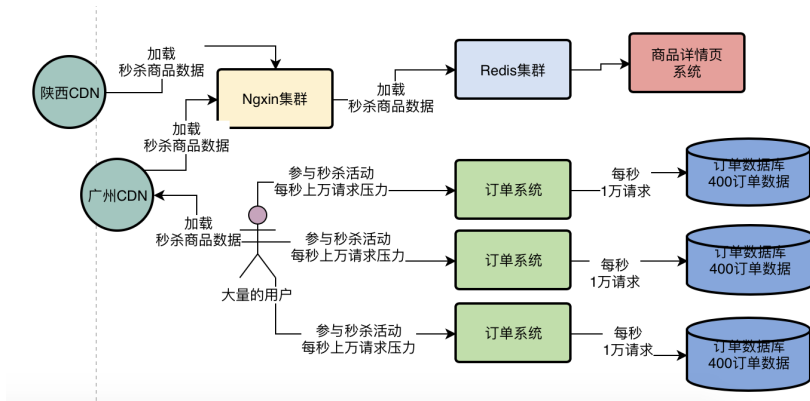 加载
秒杀商品数据
陕西CDN
Ngxin集群
加载
秒杀商品数据
Redis集群
商品详情页
系统
加载
秒杀商品数据
广州CDN
加载
秒杀商品数据
大量的用户
参与秒杀活动
每秒上万请求压力
订单系统
每秒
1万请求
订单数据库
400订单数据
参与秒杀活动
每秒上万请求压力
订单系统
每秒
1万请求
订单数据库
400订单数据
参与秒杀活动
每秒上万请求压力
订单系统
每秒
1万请求
订单数据库
400订单数据